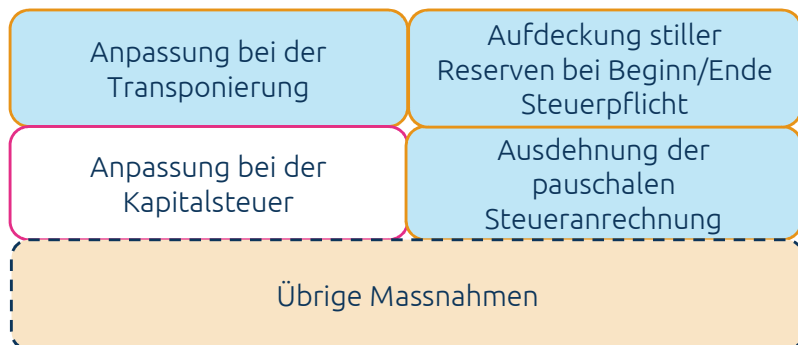 Anpassung bei der
Transponierung
Aufdeckung stiller
Reserven bei Beginn/Ende
Steuerpflicht
Anpassung bei der
Kapitalsteuer
Ausdehnung der
pauschalen
Steueranrechnung
Übrige Massnahmen